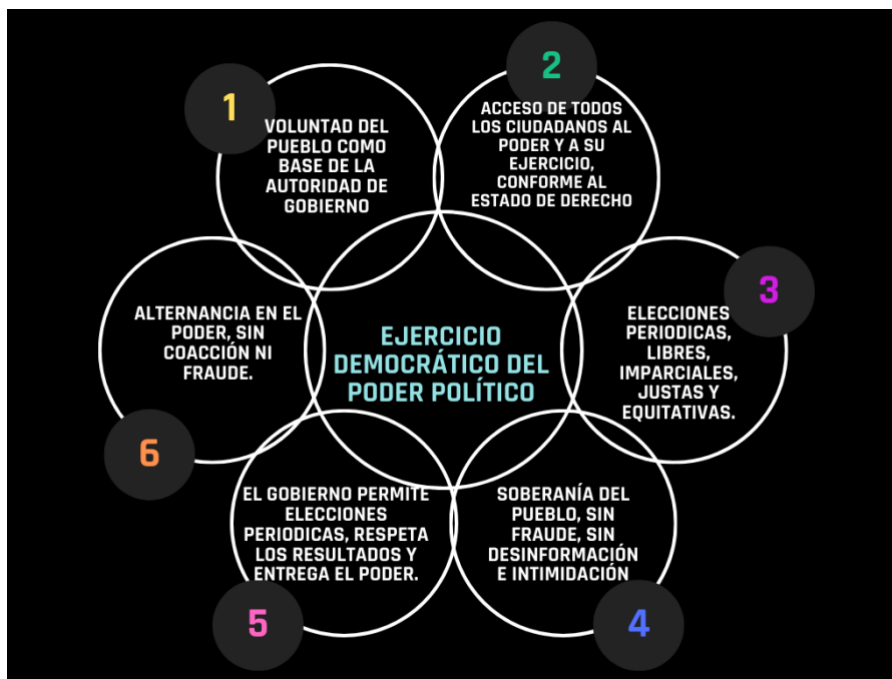 1
VOLUNTAD DEL
PUEBLO COMO
BASE DE LA
AUTORIDAD DE
GOBIERNO
2
ACCESO DE TODOS
LOS CIUDADANOS AL
PODER Y A SU
EJERCICIO,
CONFORME AL
ESTADO DE DERECHO
3
ELECCIONES
PERIODICAS,
LIBRES,
IMPARCIALES,
JUSTAS Y
EQUITATIVAS.
EJERCICIO
DEMOCRÁTICO DEL
PODER POLÍTICO
SOBERANÍA DEL
PUEBLO, SIN
FRAUDE, SIN
DESINFORMACIÓN
E INTIMIDACIÓN
4
EL GOBIERNO PERMITE
ELECCIONES
PERIODICAS, RESPETA
LOS RESULTADOS Y
ENTREGA EL PODER.
5
ALTERNANCIA EN EL
PODER, SIN
COACCIÓN NI
FRAUDE.
6